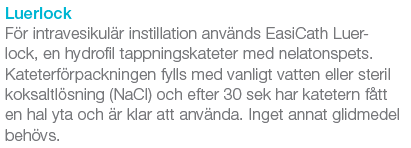 Luerlock
För intravesikulär instillation används EasiCath Luer-
lock, en hydrofil tappningskateter med nelatonspets.
Kateterförpackningen fylls med vanligt vatten eller steril
koksaltlösning (NaCl) och efter 30 sek har katetern fått
en hal yta och är klar att använda. Inget annat glidmedel
behövs.